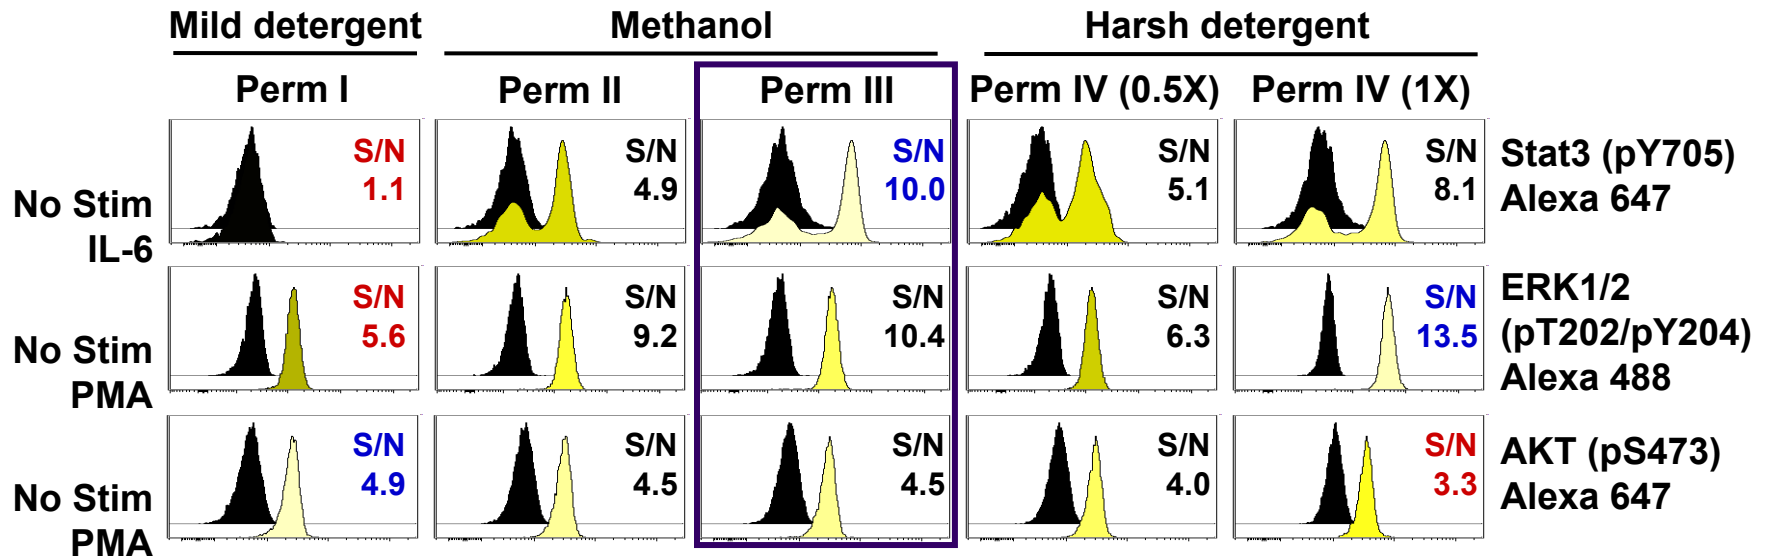 Mild detergent Methanol Harsh detergent
Perm I Perm II Perm III Perm IV (0.5X) Perm IV (1X)
No Stim
IL-6
S/N
1.1
S/N
4.9
S/N
10.0
S/N
5.1
S/N
8.1
Stat3 (pY705)
Alexa 647
No Stim
PMA
S/N
5.6
S/N
9.2
S/N
10.4
S/N
6.3
S/N
13.5
ERK1/2
(pT202/pY204)
Alexa 488
No Stim
PMA
S/N
4.9
S/N
4.5
S/N
4.5
S/N
4.0
S/N
3.3
AKT (pS473)
Alexa 647